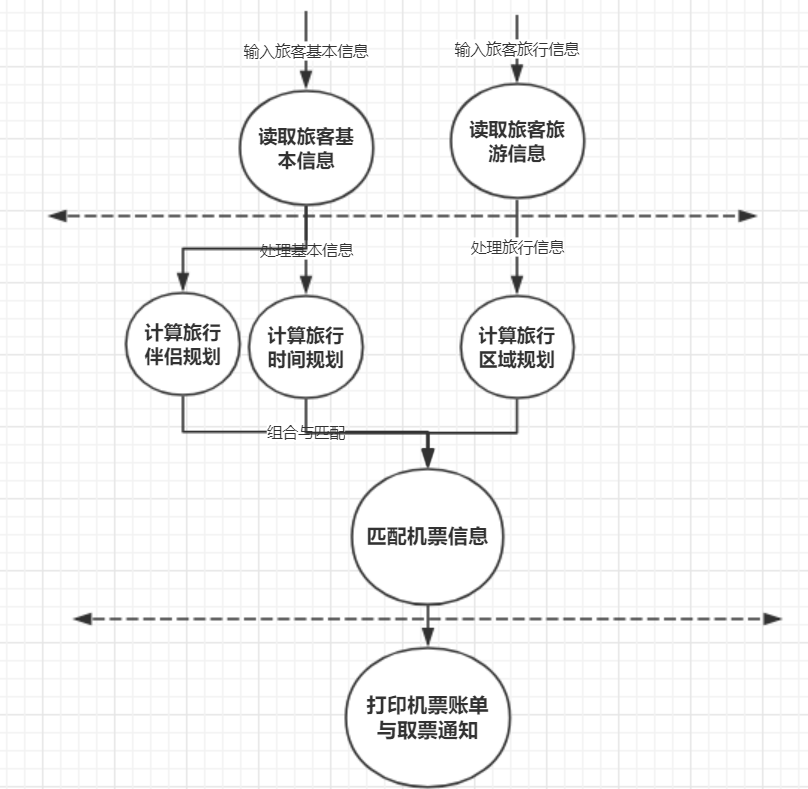 输入旅客基本信息
输入旅客旅行信息
读取旅客基
本信息
读取旅客旅
游信息
处理基本信息
处理旅行信息
计算旅行
伴侣规划
计算旅行
时间规划
计算旅行
区域规划
组合与匹配
匹配机票信息
打印机票账单
与取票通知